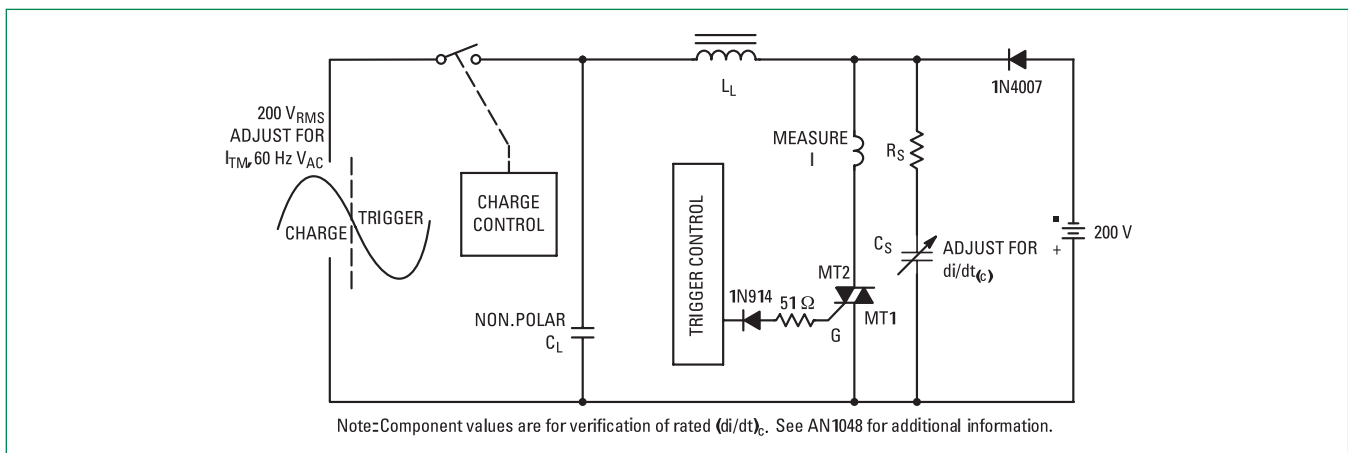 200 V_RMS
ADJUST FOR
I_TM, 60 Hz V_AC
CHARGE
TRIGGER
CHARGE
CONTROL
NON.POLAR
C_L
L_L
TRIGGER CONTROL
1N914
51 Ω
MEASURE
I
MT2
MT1
G
R_S
C_S
ADJUST FOR
di/dt(c)
1N4007
200 V
+
Note:Component values are for verification of rated (di/dt)c. See AN1048 for additional information.